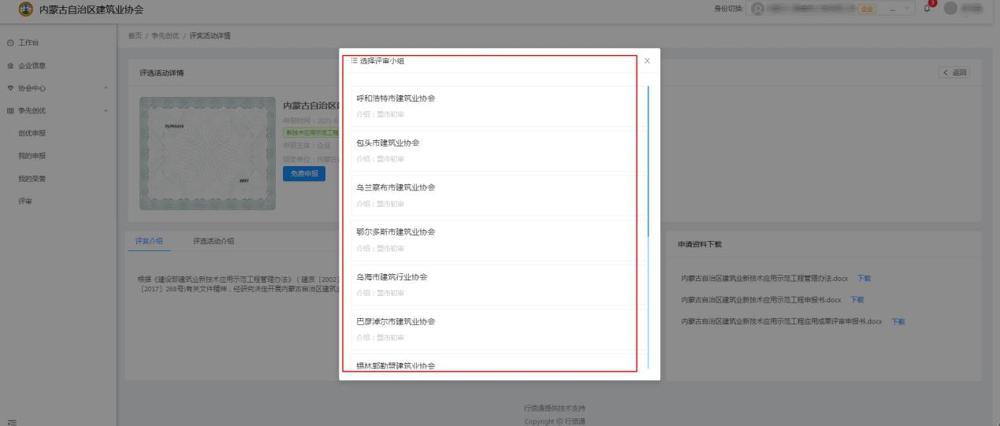 内蒙古自治区建筑业协会
身份切换:
企业
...
3
工作台
企业信息
协会中心
争先创优
创优申报
我的申报
我的荣誉
评审
首页 / 争先创优 / 评奖活动详情
评选活动详情
返回
内蒙古自治区建
申报时间：2021-6
新技术应用示范工程
申报主体：企业
颁奖单位：内蒙古
免费申报
选择评审小组
呼和浩特市建筑业协会
介绍：盟市初审
包头市建筑业协会
介绍：盟市初审
乌兰察布市建筑业协会
介绍：盟市初审
鄂尔多斯市建筑业协会
介绍：盟市初审
乌海市建筑行业协会
介绍：盟市初审
巴彦淖尔市建筑业协会
介绍：盟市初审
锡林郭勒盟建筑业协会
评奖介绍
评选活动介绍
根据《建设部建筑业新技术应用示范工程管理办法》（建质［2002］
［2017］268号)有关文件精神，经研究决定开展内蒙古自治区建筑业
申请资料下载
内蒙古自治区建筑业新技术应用示范工程管理办法.docx 下载
内蒙古自治区建筑业新技术应用示范工程申报书.docx 下载
内蒙古自治区建筑业新技术应用示范工程应用成果评审申报书.docx 下载
行信通提供技术支持
Copyright © 行信通